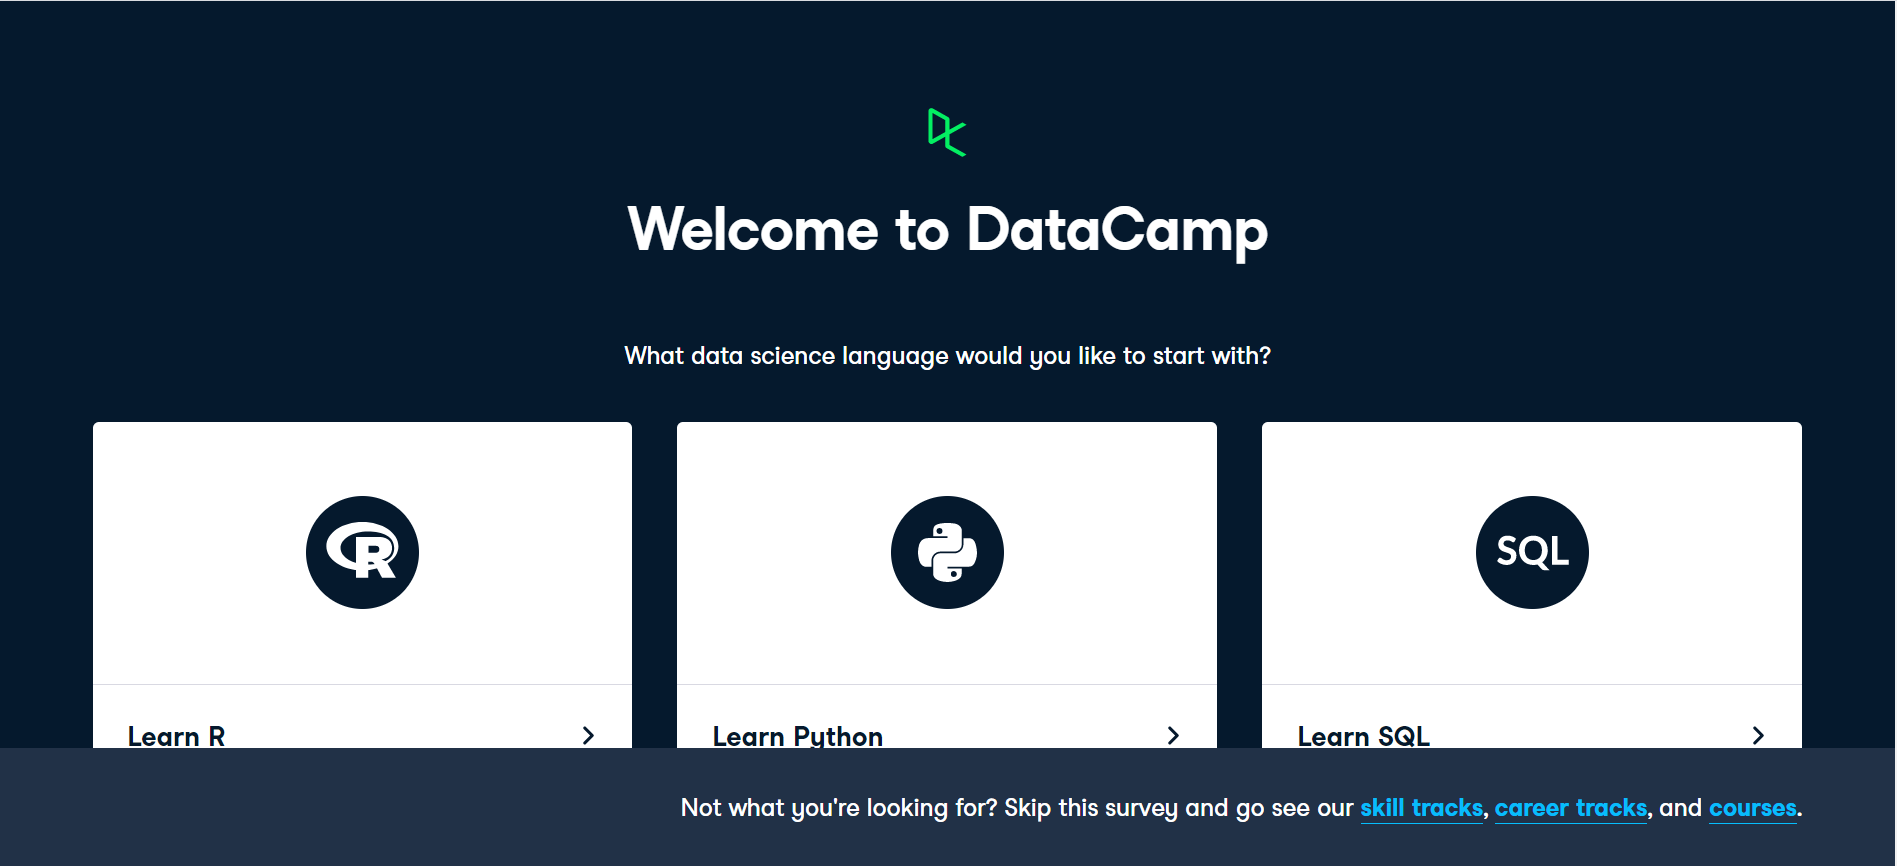 Welcome to DataCamp
What data science language would you like to start with?
R
SQL
Learn R
Learn Python
Learn SQL
Not what you're looking for? Skip this survey and go see our skill tracks, career tracks, and courses.